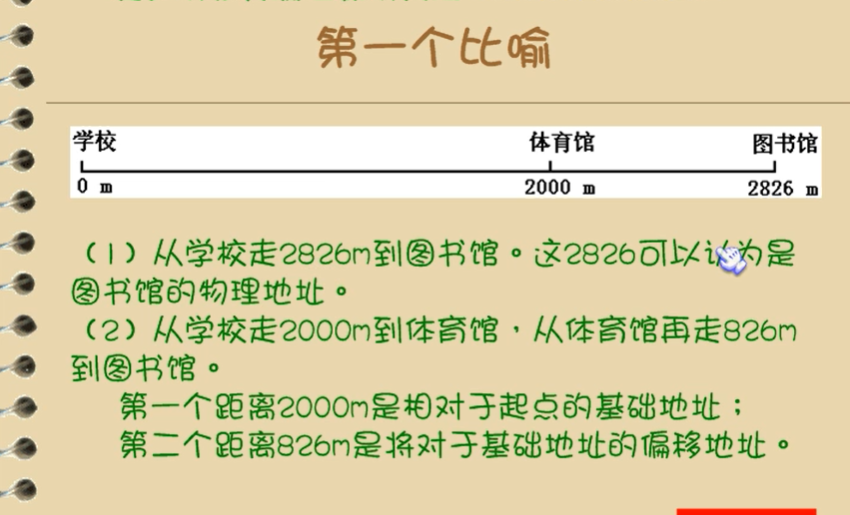 第一个比喻
学校 体育馆 图书馆
0 m 2000 m 2826 m
（1）从学校走2826m到图书馆。这2826可以认为是
图书馆的物理地址。
（2）从学校走2000m到体育馆，从体育馆再走826m
到图书馆。
第一个距离2000m是相对于起点的基础地址；
第二个距离826m是将对于基础地址的偏移地址。